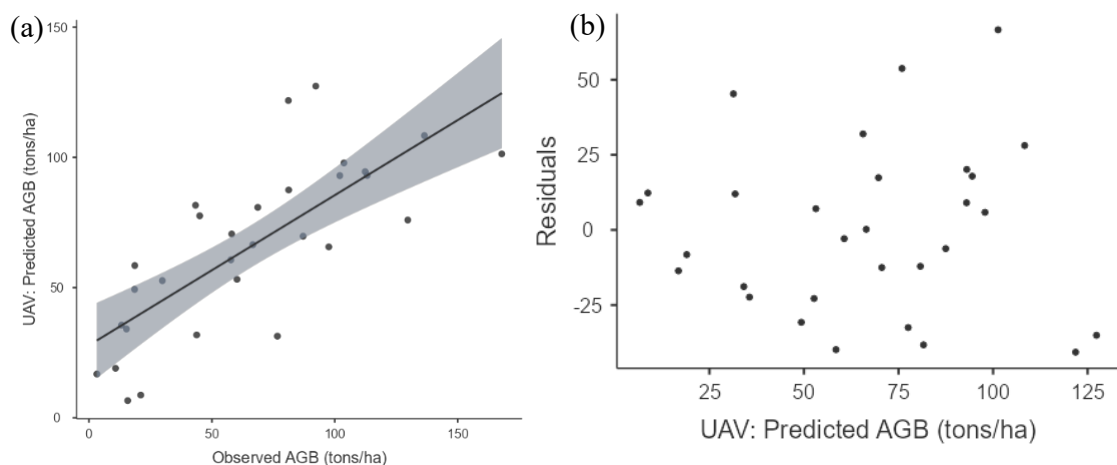 (a)
150
100
50
0
0 50 100 150
UAV: Predicted AGB (tons/ha)
Observed AGB (tons/ha)
(b)
50
25
0
-25
25 50 75 100 125
Residuals
UAV: Predicted AGB (tons/ha)